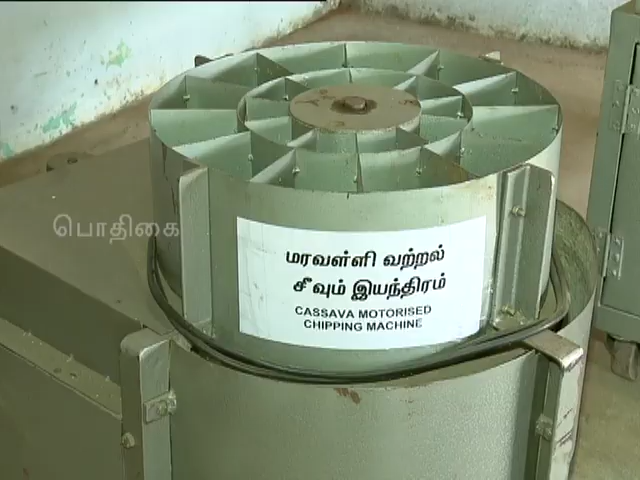 பொதிகை
மரவள்ளி வற்றல்
சீவும் இயந்திரம்
CASSAVA MOTORISED
CHIPPING MACHINE